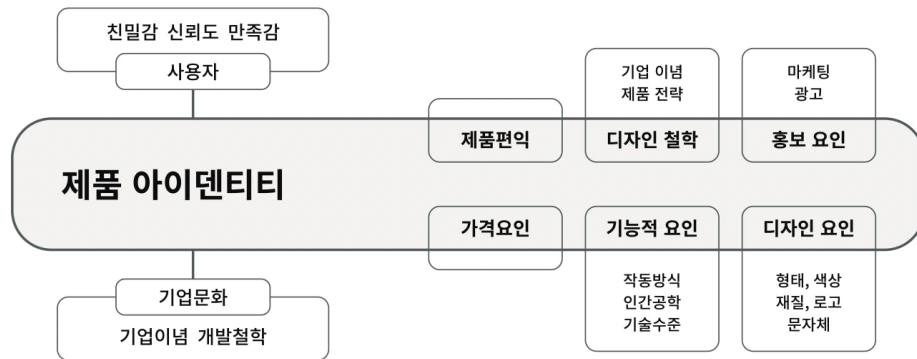 친밀감 신뢰도 만족감
사용자
기업 이념
제품 전략
마케팅
광고
제품편익
디자인 철학
홍보 요인
제품 아이덴티티
가격요인
기능적 요인
디자인 요인
작동방식
인간공학
기술수준
형태, 색상
재질, 로고
문자체
기업문화
기업이념 개발철학